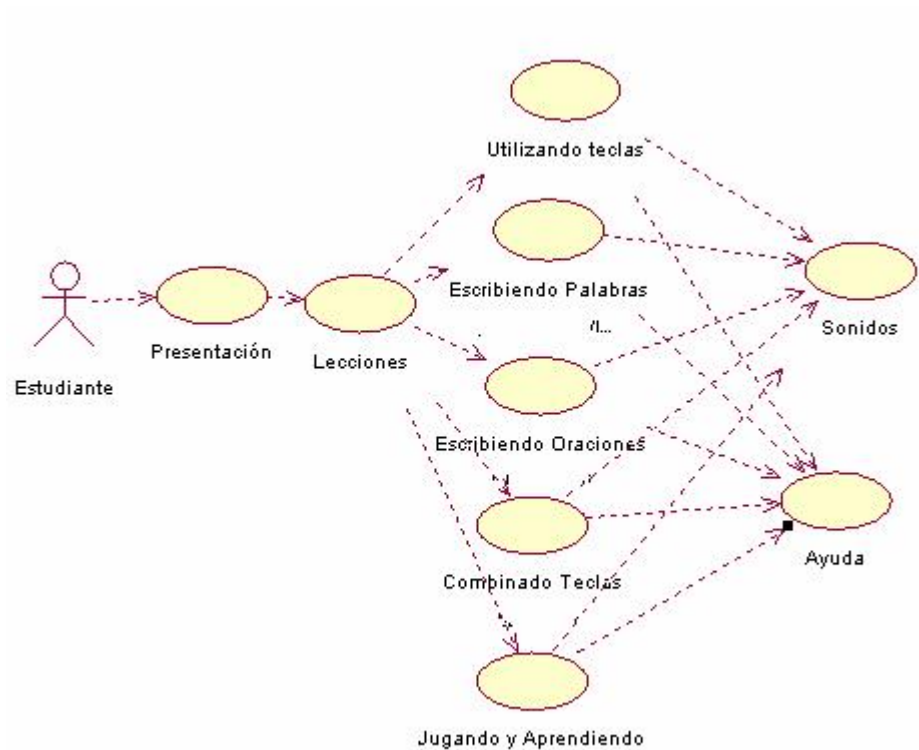 Utilizando teclas
Escribiendo Palabras
/I...
Sonidos
Presentación
Lecciones
Estudiante
Escribiendo Oraciones
Ayuda
Combinado Teclas
Jugando y Aprendiendo